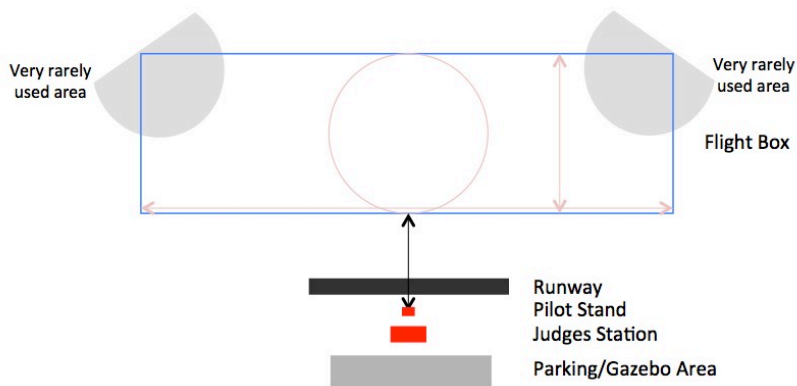 Very rarely
used area
Very rarely
used area
Flight Box
Runway
Pilot Stand
Judges Station
Parking/Gazebo Area